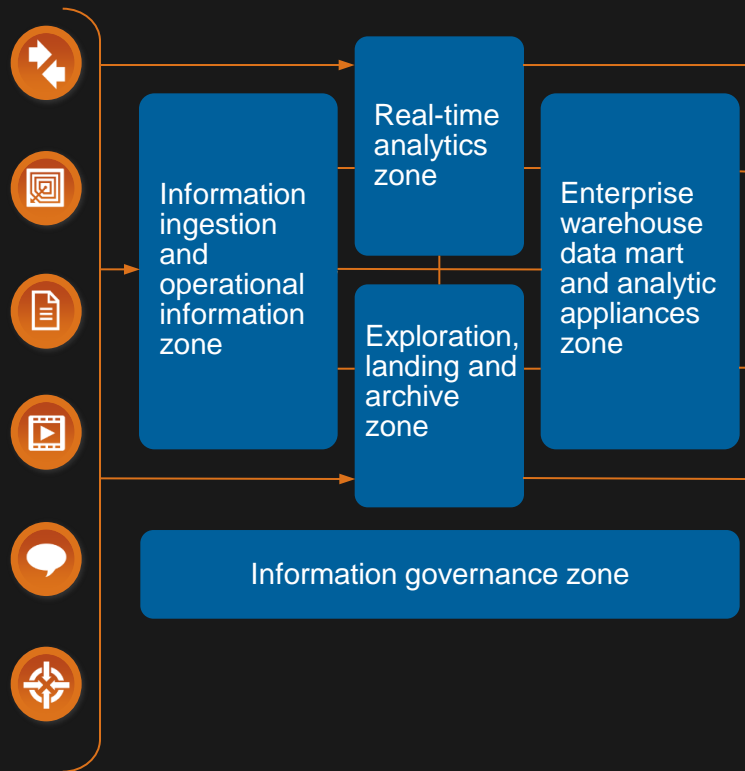 Real-time
analytics
zone
Information
ingestion
and
operational
information
zone
Enterprise
warehouse
data mart
and analytic
appliances
zone
Exploration,
landing and
archive
zone
Information governance zone